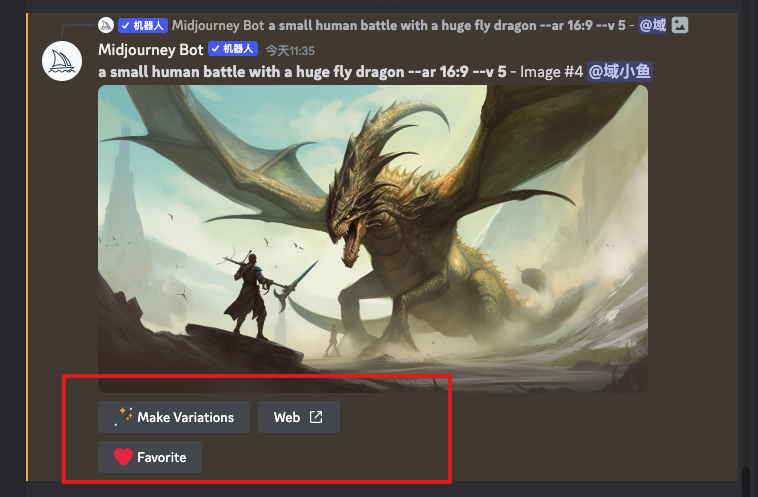 ✓机器人 Midjourney Bot a small human battle with a huge fly dragon --ar 16:9 --v 5 - @域
Midjourney Bot ✓机器人 今天11:35
a small human battle with a huge fly dragon --ar 16:9 --v 5 - Image #4 @域小鱼
Make Variations Web
Favorite